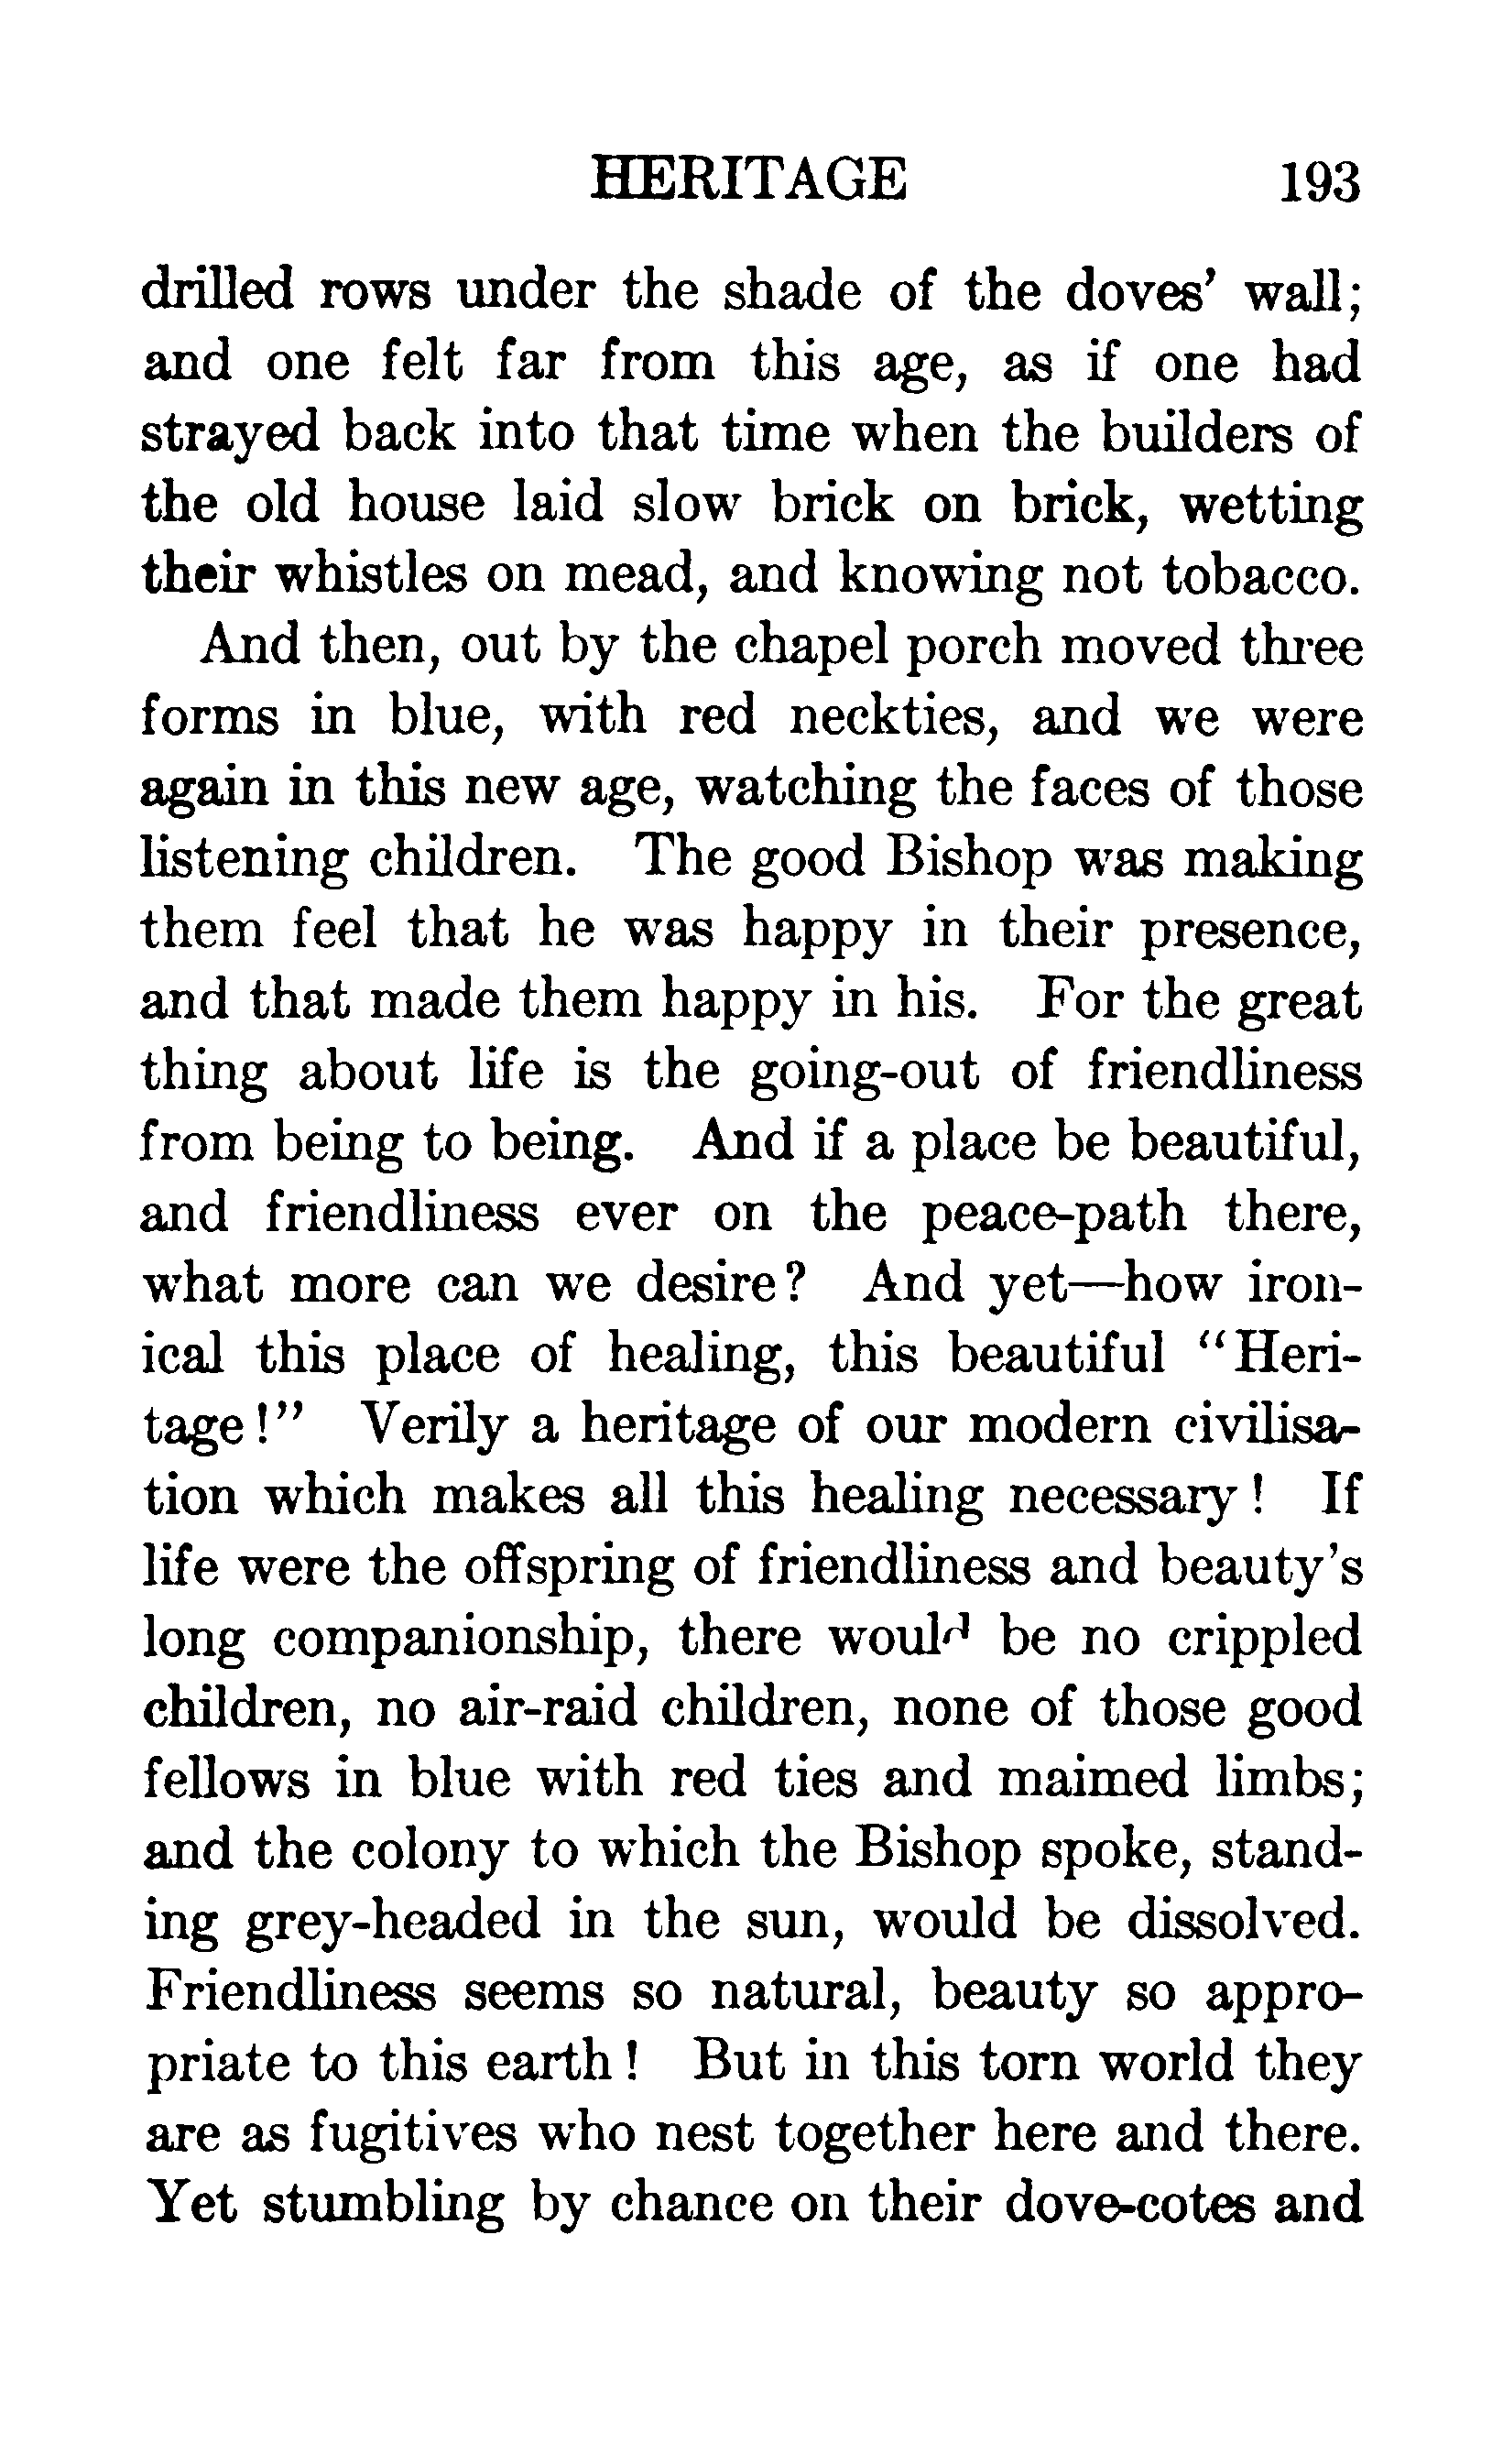 HERITAGE 193
drilled rows under the shade of the doves' wall;
and one felt far from this age, as if one had
strayed back into that time when the builders of
the old house laid slow brick on brick, wetting
their whistles on mead, and knowing not tobacco.
And then, out by the chapel porch moved three
forms in blue, with red neckties, and we were
again in this new age, watching the faces of those
listening children. The good Bishop was making
them feel that he was happy in their presence,
and that made them happy in his. For the great
thing about life is the going-out of friendliness
from being to being. And if a place be beautiful,
and friendliness ever on the peace-path there,
what more can we desire? And yet—how iron-
ical this place of healing, this beautiful "Heri-
tage!" Verily a heritage of our modern civilisa-
tion which makes all this healing necessary! If
life were the offspring of friendliness and beauty's
long companionship, there would be no crippled
children, no air-raid children, none of those good
fellows in blue with red ties and maimed limbs;
and the colony to which the Bishop spoke, stand-
ing grey-headed in the sun, would be dissolved.
Friendliness seems so natural, beauty so appro-
priate to this earth! But in this torn world they
are as fugitives who nest together here and there.
Yet stumbling by chance on their dove-cotes and